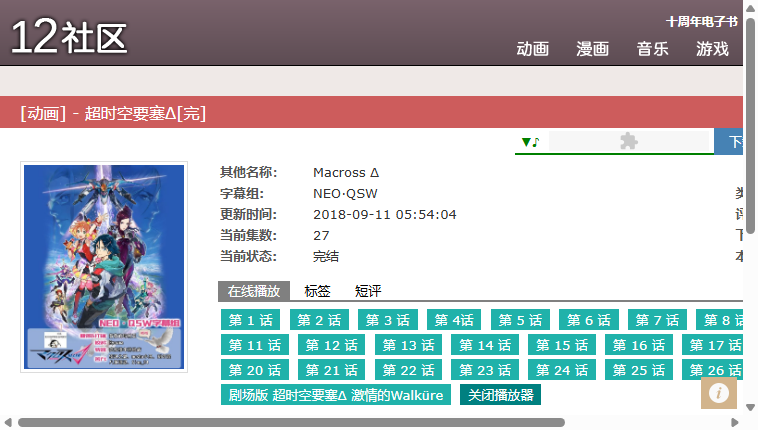 12社区
十周年电子书
动画 漫画 音乐 游戏
[动画] - 超时空要塞Δ[完]
▼♪
其他名称: Macross Δ
字幕组: NEO·QSW
更新时间: 2018-09-11 05:54:04
当前集数: 27
当前状态: 完结
NEO·QSW字幕组
在线播放 标签 短评
第 1 话 第 2 话 第 3 话 第 4话 第 5 话 第 6 话 第 7 话 第 8
第 11 话 第 12 话 第 13 话 第 14 话 第 15 话 第 16 话 第 17 话
第 20 话 第 21 话 第 22 话 第 23 话 第 24 话 第 25 话 第 26
剧场版 超时空要塞Δ 激情的Walküre 关闭播放器